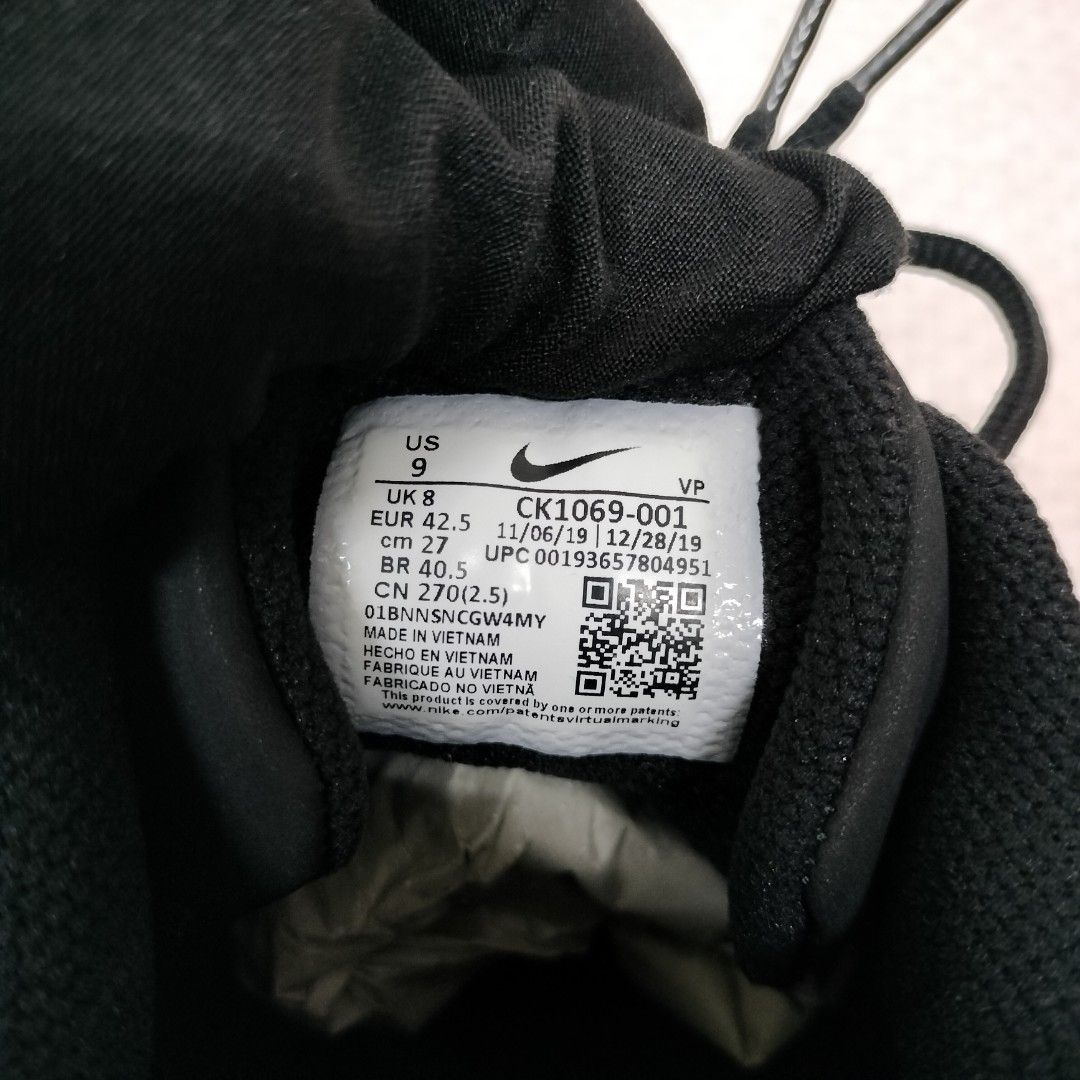 US
9
VP
UK 8
EUR 42.5
cm 27
BR 40.5
CN 270(2.5)
CK1069-001
11/06/19 | 12/28/19
UPC 00193657804951
01BNNSNCGW4MY
MADE IN VIETNAM
HECHO EN VIETNAM
FABRIQUE AU VIETNAM
FABRICADO NO VIETNÃ
This product is covered by one or more patents:
www.nike.com/patentsvirtualmarking